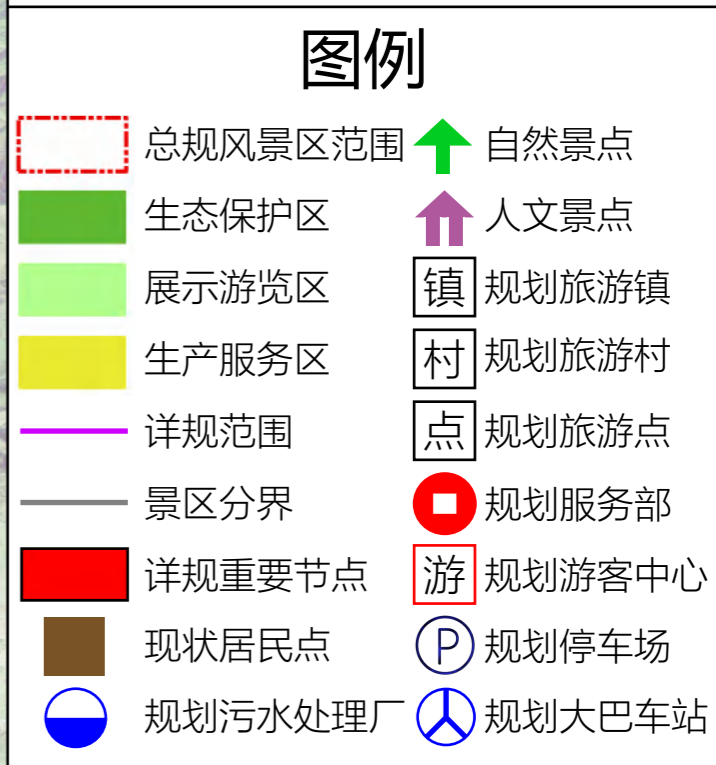 图例
总规风景区范围 自然景点
生态保护区 人文景点
展示游览区 镇 规划旅游镇
生产服务区 村 规划旅游村
详规范围 点 规划旅游点
景区分界 规划服务部
详规重要节点 游 规划游客中心
现状居民点 P 规划停车场
规划污水处理厂 规划大巴车站